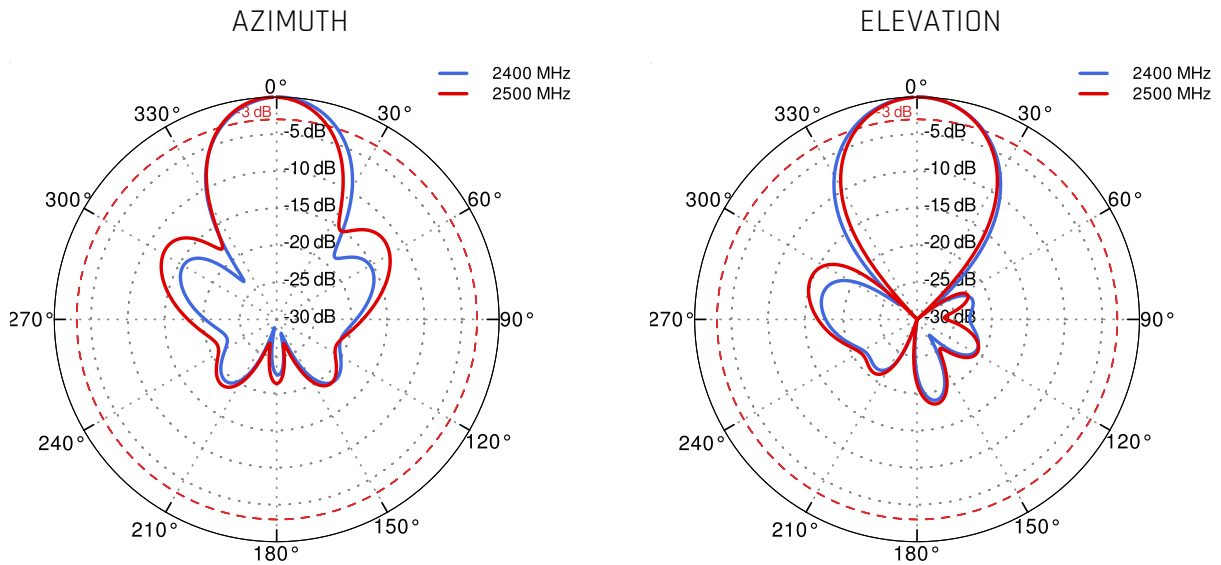 AZIMUTH
2400 MHz
2500 MHz
0°
330°
30°
-3 dB
-5 dB
-10 dB
300°
60°
-15 dB
-20 dB
-25 dB
270°
-30 dB
90°
240°
120°
210°
150°
180°
ELEVATION
2400 MHz
2500 MHz
0°
330°
30°
-3 dB
-5 dB
-10 dB
300°
60°
-15 dB
-20 dB
-25 dB
270°
-30 dB
90°
240°
120°
210°
150°
180°